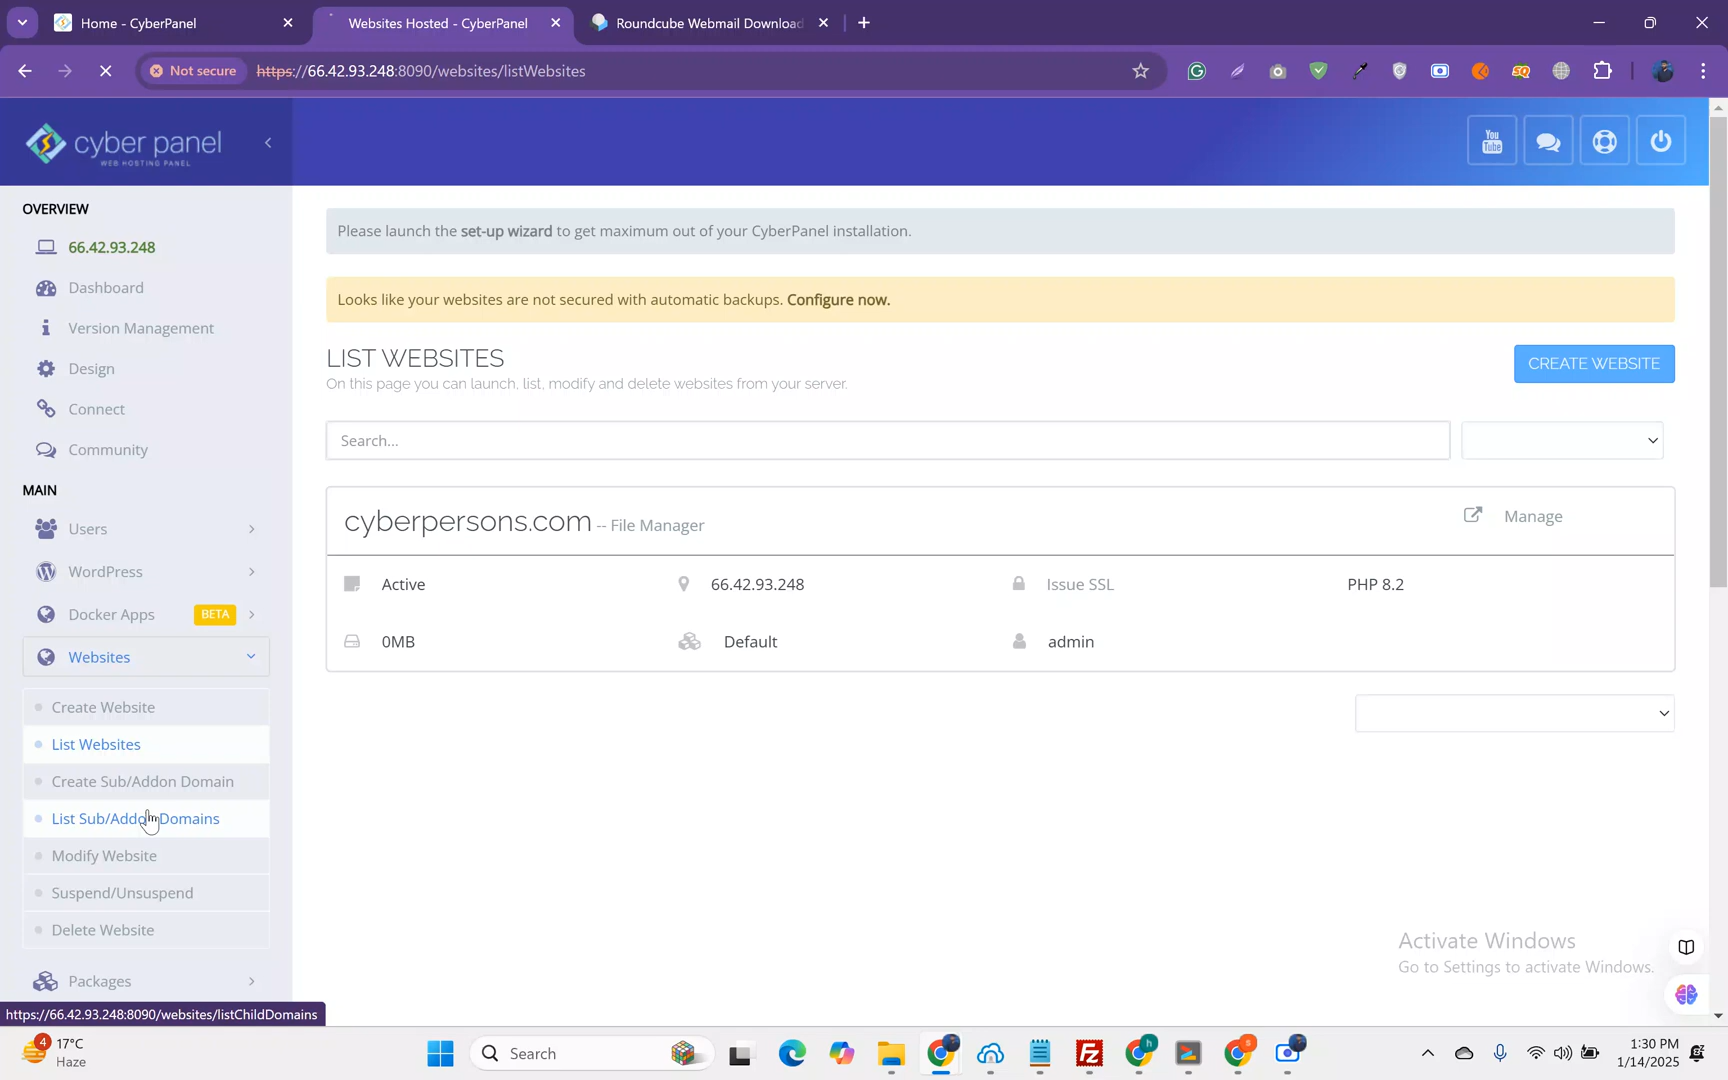 Home - CyberPanel
Websites Hosted - CyberPanel
Roundcube Webmail Download
Not secure
https://66.42.93.248:8090/websites/listWebsites
cyber panel
WEB HOSTING PANEL
You
Tube
OVERVIEW
66.42.93.248
Dashboard
Version Management
Design
Connect
Community
MAIN
Users
WordPress
Docker Apps BETA
Websites
Create Website
List Websites
Create Sub/Addon Domain
List Sub/Addon Domains
Modify Website
Suspend/Unsuspend
Delete Website
Packages
Please launch the set-up wizard to get maximum out of your CyberPanel installation.
Looks like your websites are not secured with automatic backups. Configure now.
LIST WEBSITES
On this page you can launch, list, modify and delete websites from your server.
CREATE WEBSITE
Search...
cyberpersons.com -- File Manager
Manage
Active 66.42.93.248 Issue SSL PHP 8.2
0MB Default admin
Activate Windows
Go to Settings to activate Windows.
https://66.42.93.248:8090/websites/listChildDomains
4
17°C
Haze
Search
h
s
1:30 PM
1/14/2025